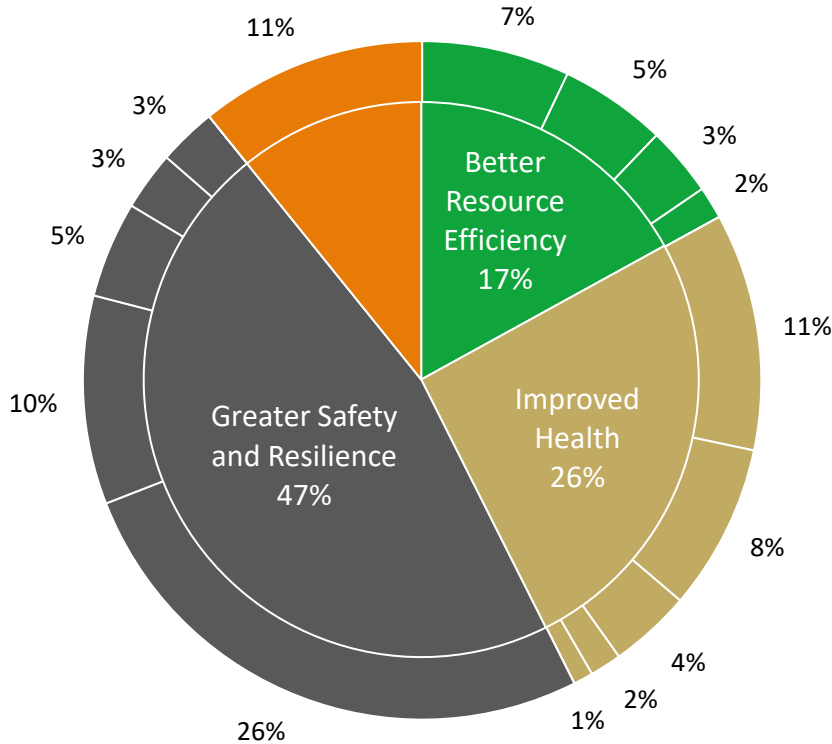 11%
7%
5%
3%
2%
11%
8%
4%
2%
1%
26%
10%
5%
3%
3%
Better
Resource
Efficiency
17%
Improved
Health
26%
Greater Safety
and Resilience
47%